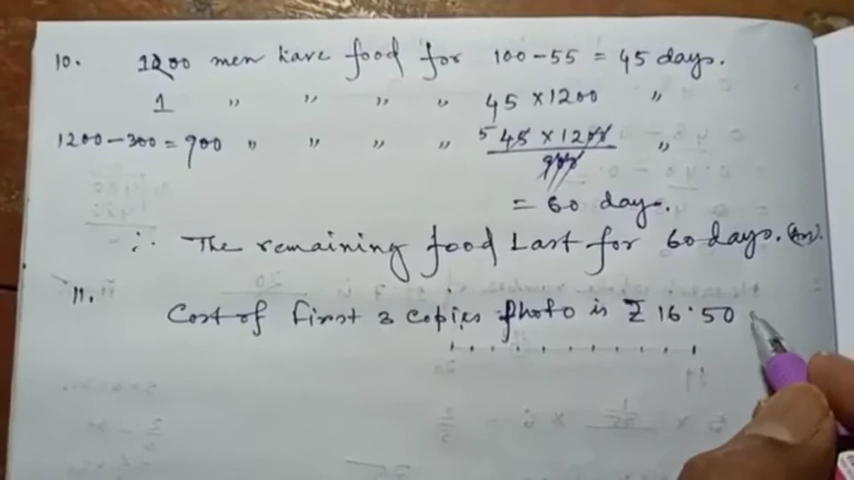 10. 1200 men have food for 100-55 = 45 days.
1 " " " " 45 ×1200 "
1200-300=900 " " " " 5 45 × 1200 "
900
= 60 days.
∴ The remaining food Last for 60 days. (Ans).
11.
Cost of first 3 copies photo is ₹ 16.50